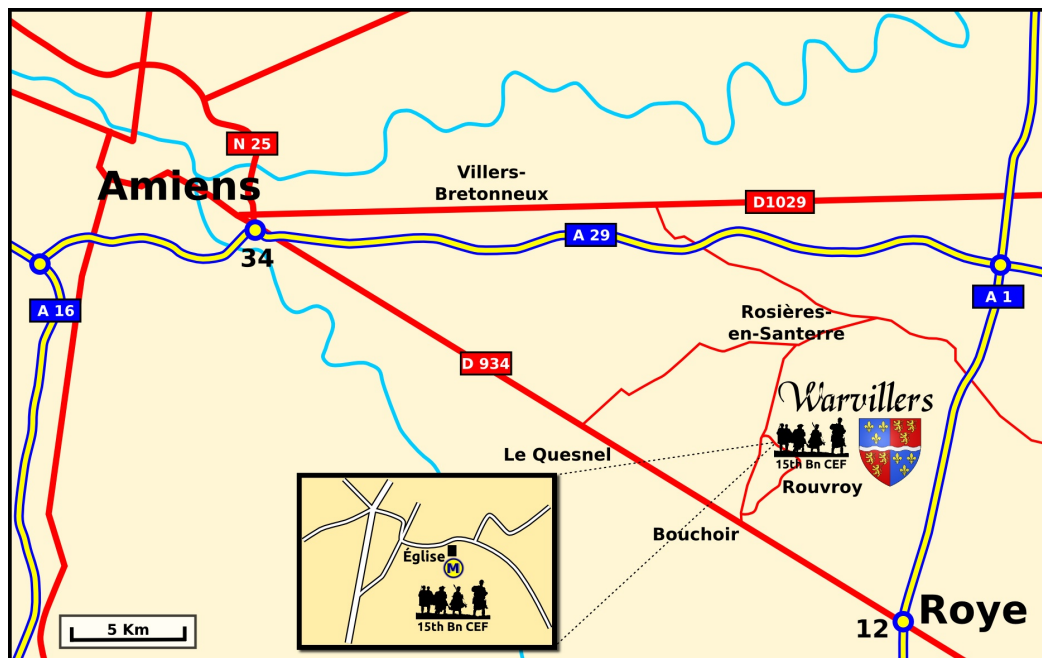 N 25
Villers-
Bretonneux
Amiens
D1029
A 29
34
A 16
A 1
Rosières-
en-Santerre
D 934
Warvillers
15th Bn CEF
Le Quesnel
Rouvroy
Bouchoir
Église
M
15th Bn CEF
Roye
12
5 Km